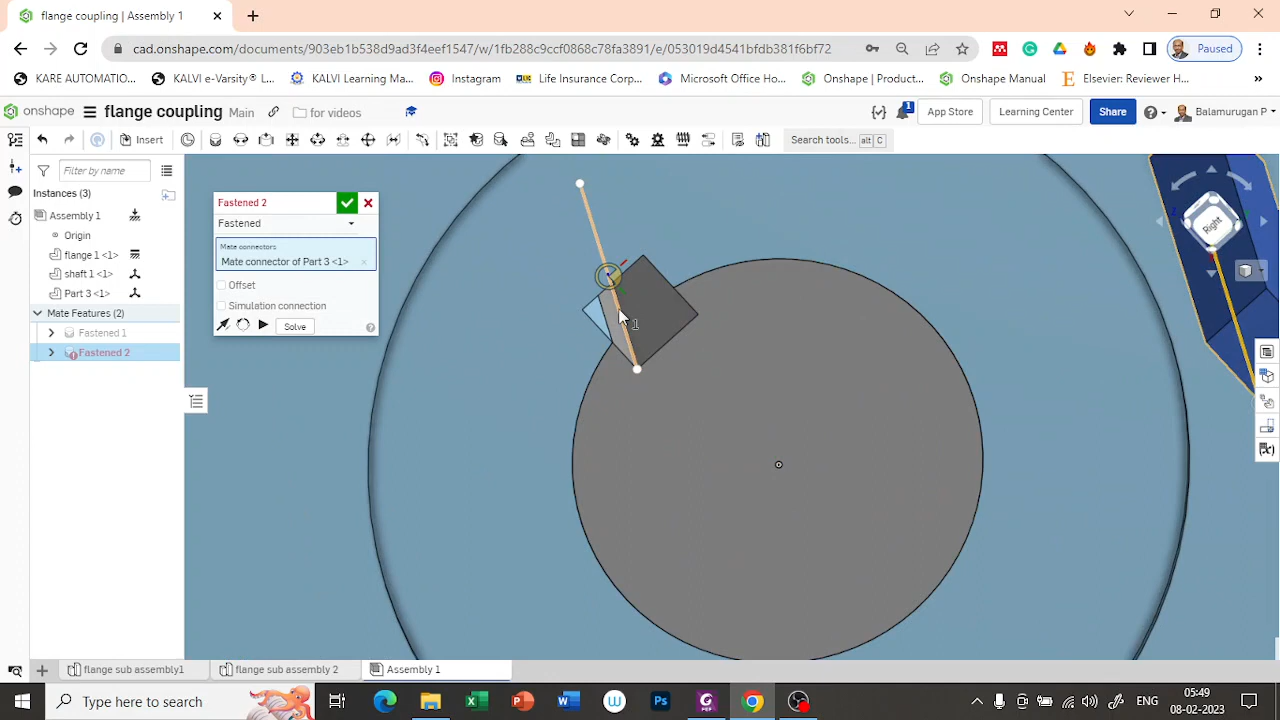 flange coupling | Assembly 1
cad.onshape.com/documents/903eb1b538d9ad3f4eef1547/w/1fb288c9ccf0868c78fa3891/e/053019d4541bfdb381f6bf72
Paused
KARE AUTOMATIO...
KALVI e-Varsity® L...
KALVI Learning Ma...
Instagram
Life Insurance Corp...
Microsoft Office Ho...
Onshape | Product...
Onshape Manual
Elsevier: Reviewer H...
»
onshape
flange coupling
Main
for videos
1
App Store
Learning Center
Share
Balamurugan P
Insert
Search tools...
alt C
Filter by name
Instances (3)
Assembly 1
Origin
flange 1 <1>
shaft 1 <1>
Part 3 <1>
Mate Features (2)
Fastened 1
Fastened 2
Fastened 2
Fastened
Mate connectors
Mate connector of Part 3 <1>
Offset
Simulation connection
Solve
1
Right
flange sub assembly1
flange sub assembly 2
Assembly 1
Type here to search
ENG
05:49
08-02-2023